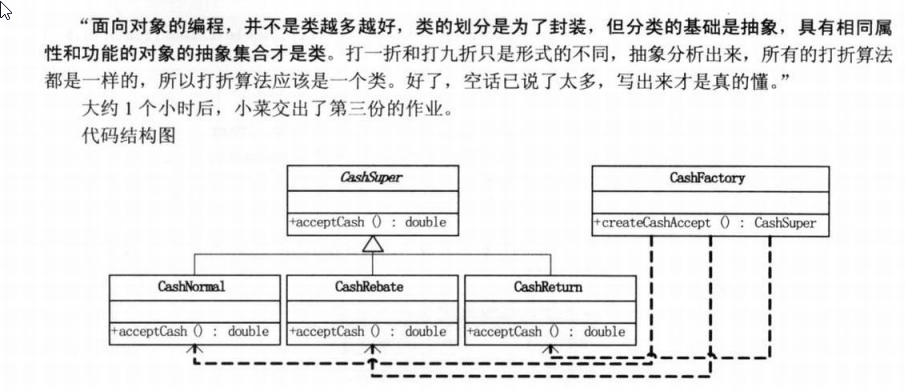 “面向对象的编程，并不是类越多越好，类的划分是为了封装，但分类的基础是抽象，具有相同属
性和功能的对象的抽象集合才是类。打一折和打九折只是形式的不同，抽象分析出来，所有的打折算法
都是一样的，所以打折算法应该是一个类。好了，空话已说了太多，写出来才是真的懂。”
大约1个小时后，小菜交出了第三份的作业。
代码结构图
CashSuper
+acceptCash () : double
CashFactory
+createCashAccept () : CashSuper
CashNormal
+acceptCash () : double
CashRebate
+acceptCash () : double
CashReturn
+acceptCash () : double